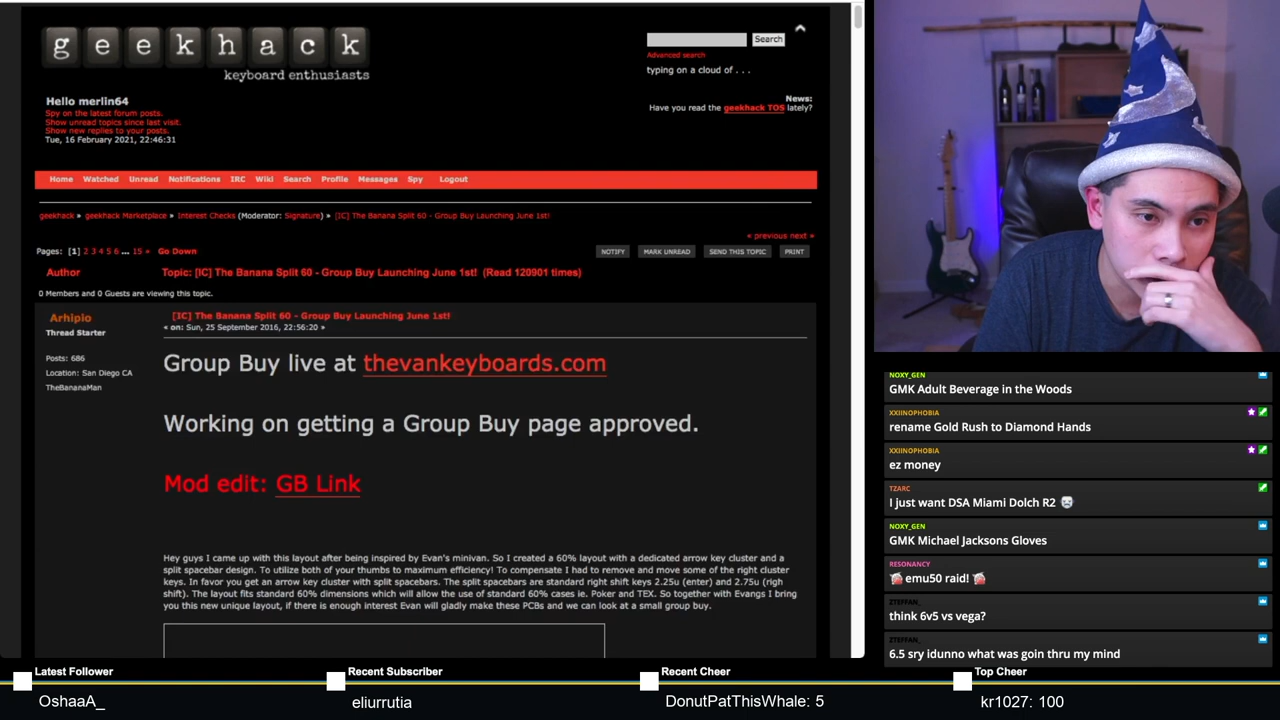 geekhack
keyboard enthusiasts
Search
Advanced search
typing on a cloud of . . .
Hello merlin64
Spy on the latest forum posts.
Show unread topics since last visit.
Show new replies to your posts.
Tue, 16 February 2021, 22:46:31
News:
Have you read the geekhack TOS lately?
Home Watched Unread Notifications IRC Wiki Search Profile Messages Spy Logout
geekhack » geekhack Marketplace » Interest Checks (Moderator: Signature) » [IC] The Banana Split 60 - Group Buy Launching June 1st!
« previous next »
Pages: [1] 2 3 4 5 6 ... 15 » Go Down
NOTIFY MARK UNREAD SEND THIS TOPIC PRINT
Author Topic: [IC] The Banana Split 60 - Group Buy Launching June 1st! (Read 120901 times)
0 Members and 0 Guests are viewing this topic.
Arhipio
Thread Starter
Posts: 686
Location: San Diego CA
TheBananaMan
[IC] The Banana Split 60 - Group Buy Launching June 1st!
« on: Sun, 25 September 2016, 22:56:20 »
Group Buy live at thevankeyboards.com
Working on getting a Group Buy page approved.
Mod edit: GB Link
Hey guys I came up with this layout after being inspired by Evan's minivan. So I created a 60% layout with a dedicated arrow key cluster and a
split spacebar design. To utilize both of your thumbs to maximum efficiency! To compensate I had to remove and move some of the right cluster
keys. In favor you get an arrow key cluster with split spacebars. The split spacebars are standard right shift keys 2.25u (enter) and 2.75u (righ
shift). The layout fits standard 60% dimensions which will allow the use of standard 60% cases ie. Poker and TEX. So together with Evangs I bring
you this new unique layout, if there is enough interest Evan will gladly make these PCBs and we can look at a small group buy.
NOXY_GEN
GMK Adult Beverage in the Woods
XXIINOPHOBIA
rename Gold Rush to Diamond Hands
XXIINOPHOBIA
ez money
TZARC
I just want DSA Miami Dolch R2
NOXY_GEN
GMK Michael Jacksons Gloves
RESONANCY
emu50 raid!
ZTEFFAN_
think 6v5 vs vega?
ZTEFFAN_
6.5 sry idunno what was goin thru my mind
Latest Follower
OshaaA_
Recent Subscriber
eliurrutia
Recent Cheer
DonutPatThisWhale: 5
Top Cheer
kr1027: 100